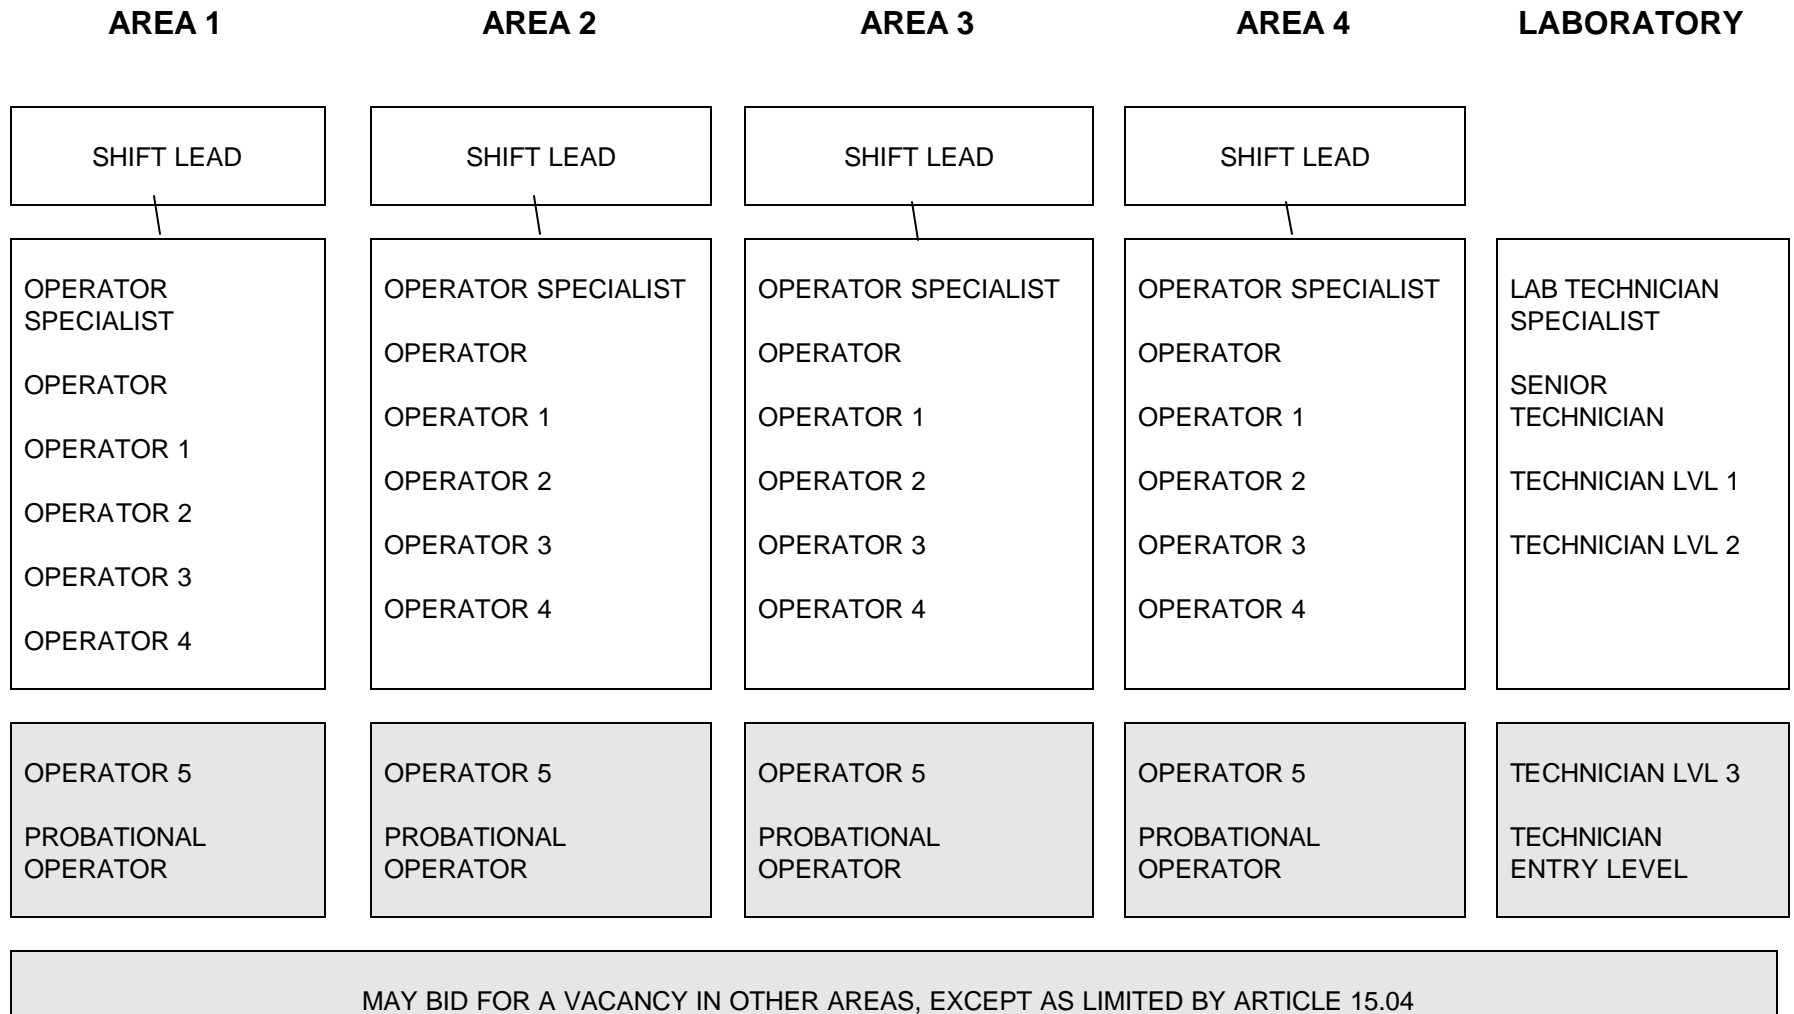 AREA 1
AREA 2
AREA 3
AREA 4
LABORATORY
SHIFT LEAD
SHIFT LEAD
SHIFT LEAD
SHIFT LEAD
OPERATOR
SPECIALIST
OPERATOR
OPERATOR 1
OPERATOR 2
OPERATOR 3
OPERATOR 4
OPERATOR SPECIALIST
OPERATOR
OPERATOR 1
OPERATOR 2
OPERATOR 3
OPERATOR 4
OPERATOR SPECIALIST
OPERATOR
OPERATOR 1
OPERATOR 2
OPERATOR 3
OPERATOR 4
OPERATOR SPECIALIST
OPERATOR
OPERATOR 1
OPERATOR 2
OPERATOR 3
OPERATOR 4
LAB TECHNICIAN
SPECIALIST
SENIOR
TECHNICIAN
TECHNICIAN LVL 1
TECHNICIAN LVL 2
OPERATOR 5
PROBATIONAL
OPERATOR
OPERATOR 5
PROBATIONAL
OPERATOR
OPERATOR 5
PROBATIONAL
OPERATOR
OPERATOR 5
PROBATIONAL
OPERATOR
TECHNICIAN LVL 3
TECHNICIAN
ENTRY LEVEL
MAY BID FOR A VACANCY IN OTHER AREAS, EXCEPT AS LIMITED BY ARTICLE 15.04